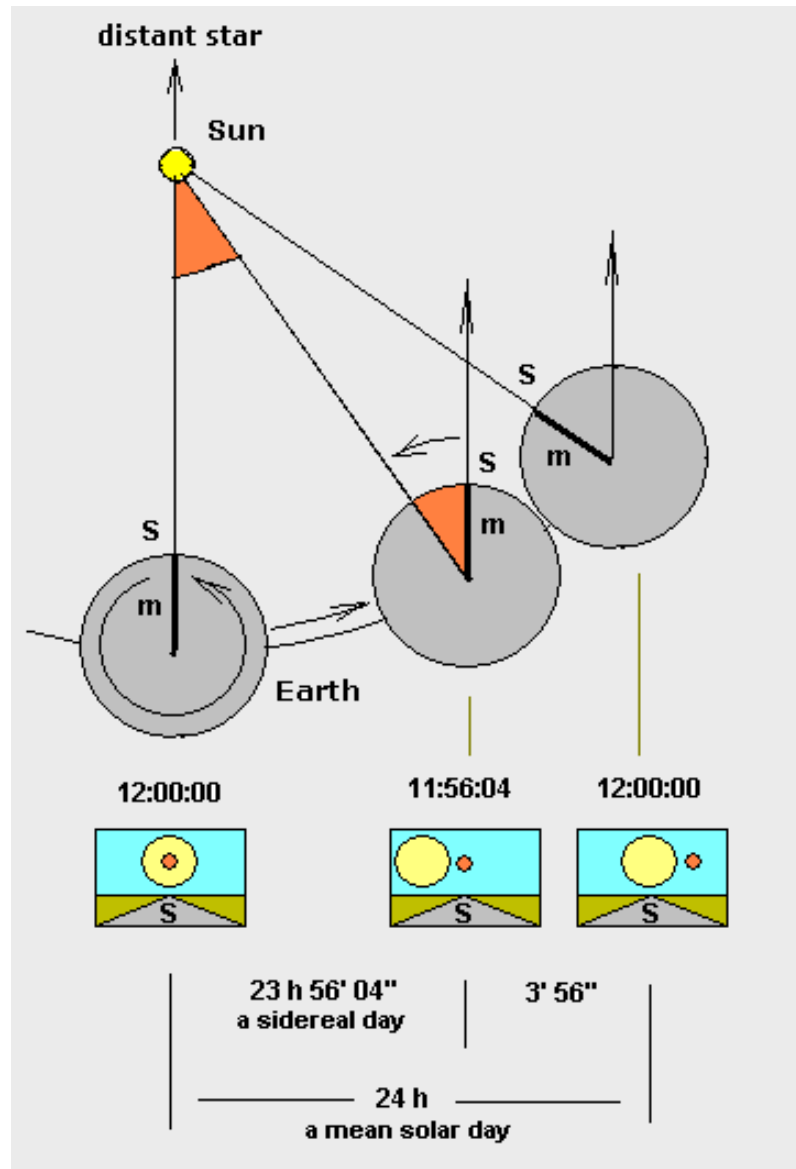 distant star
Sun
S
m
S
m
S
m
Earth
12:00:00
11:56:04
12:00:00
S
S
S
23 h 56' 04"
a sidereal day
3' 56"
24 h
a mean solar day